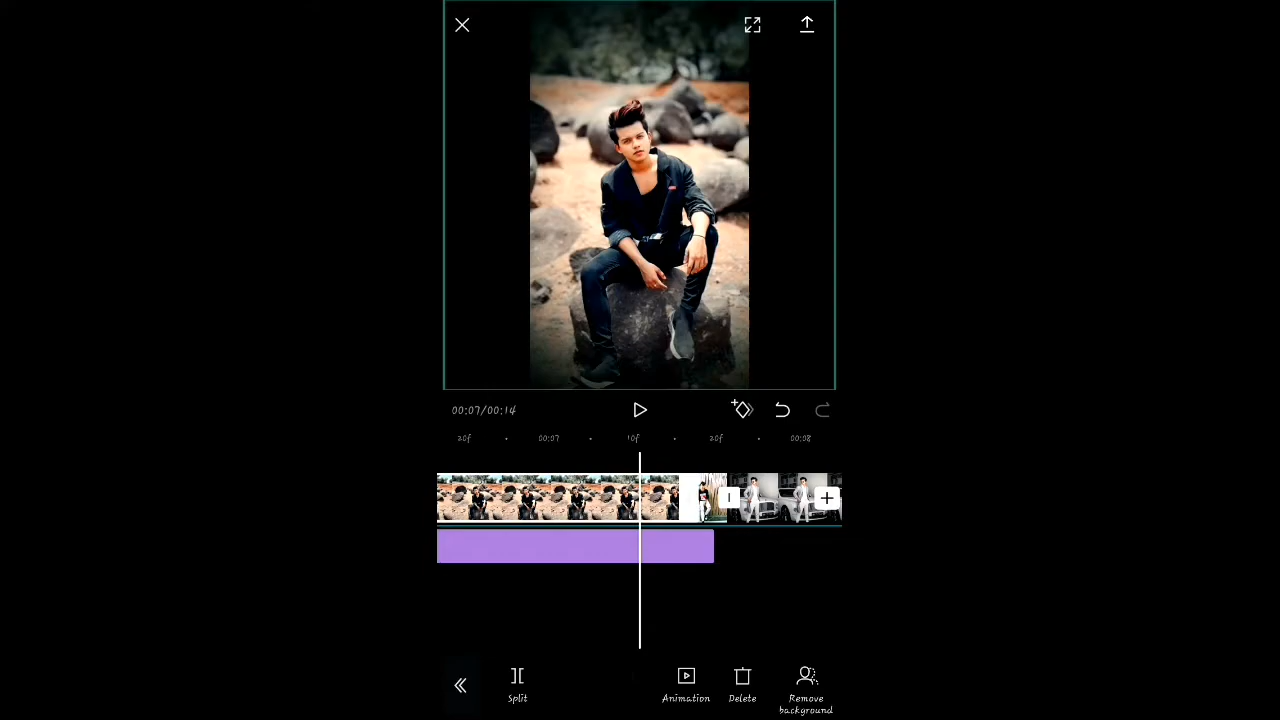 00:07/00:14
20f
00:07
10f
20f
00:08
Split
Animation
Delete
Remove
background